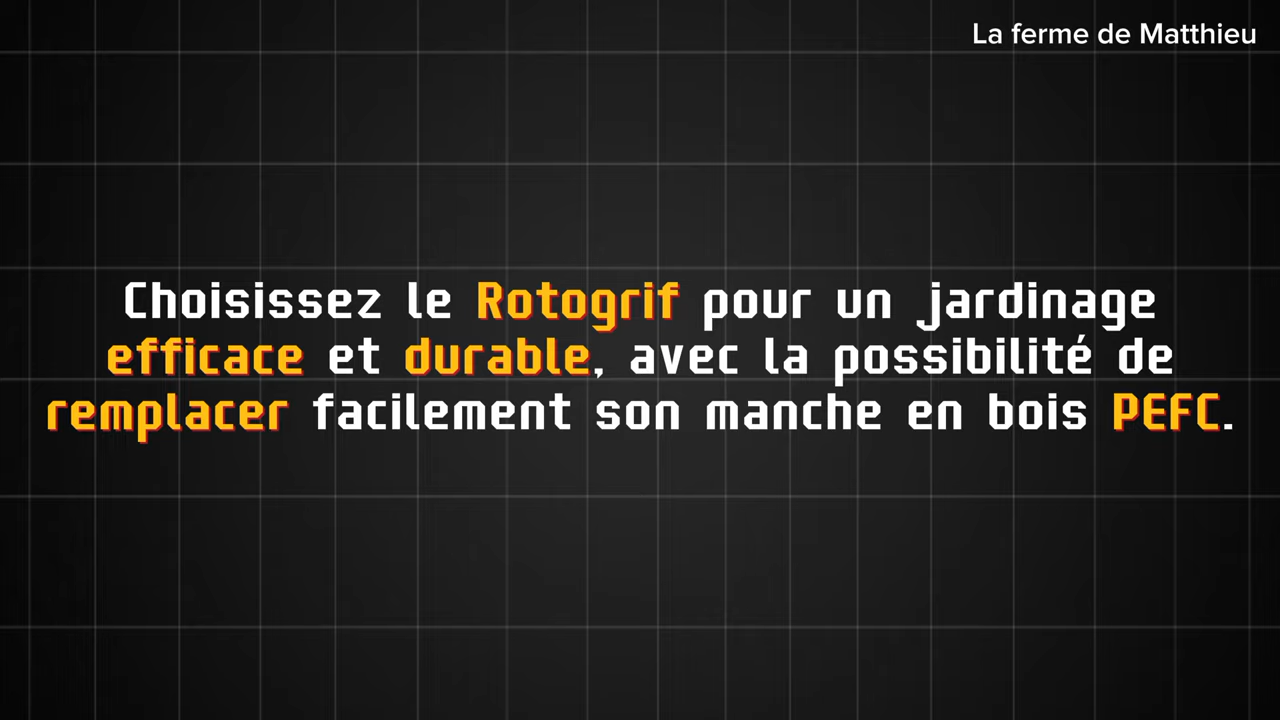 La ferme de Matthieu
Choisissez le Rotogrif pour un jardinage
efficace et durable, avec la possibilité de
remplacer facilement son manche en bois PEFC.